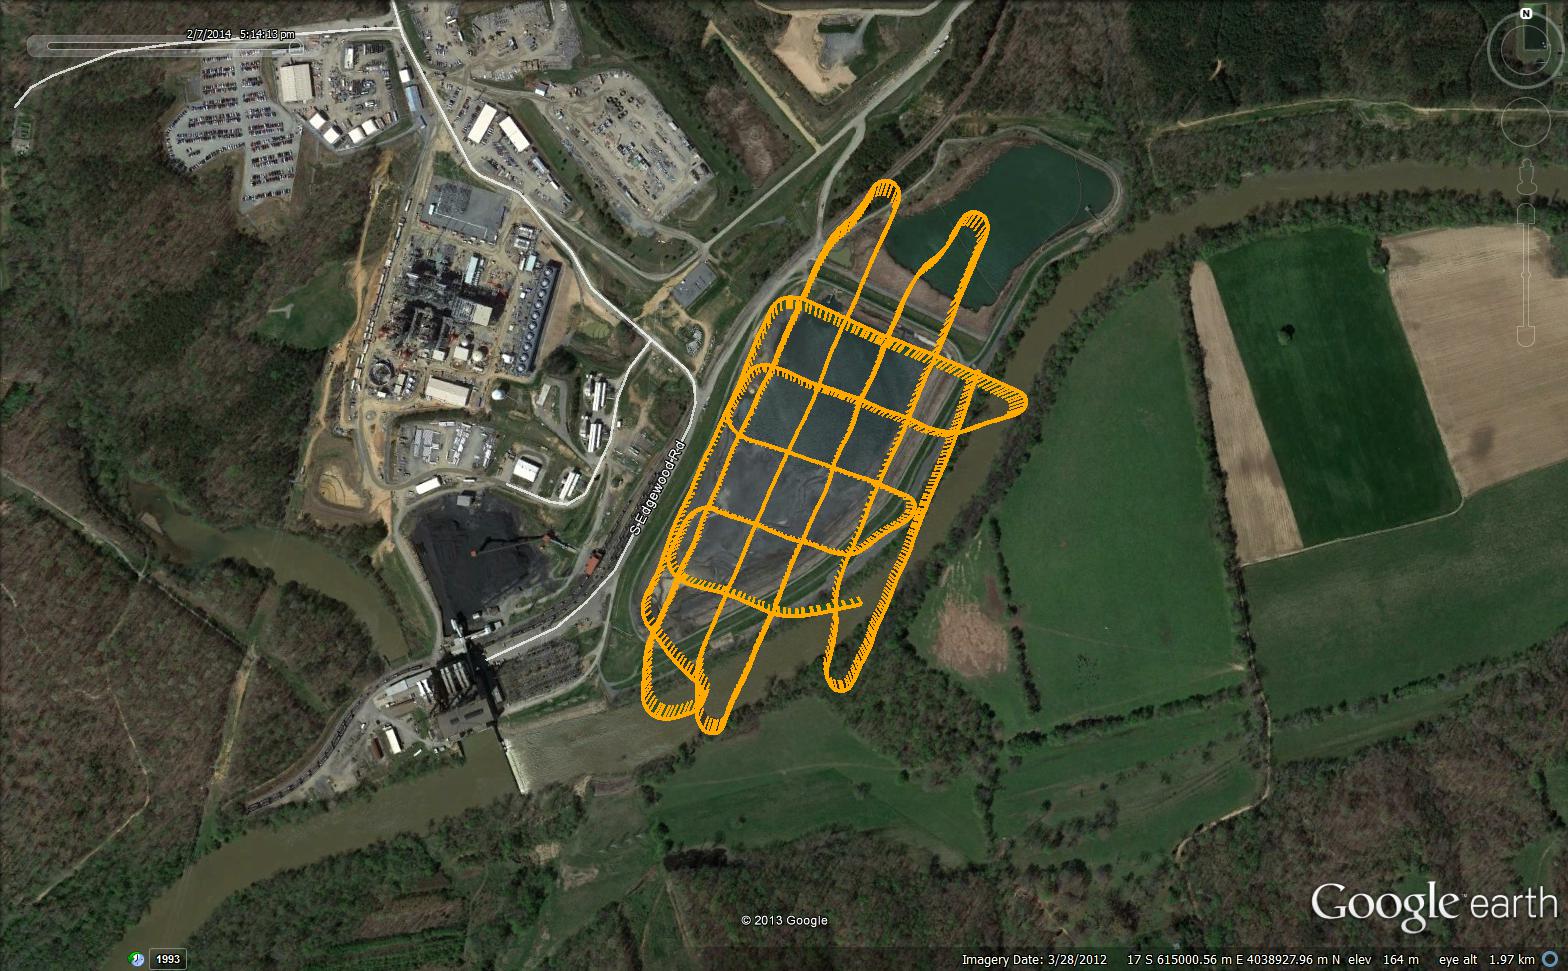 N
2/7/2014 5:14:13 pm
S Edgewood Rd
Google earth
© 2013 Google
1993
Imagery Date: 3/28/2012 17 S 615000.56 m E 4038927.96 m N elev 164 m eye alt 1.97 km